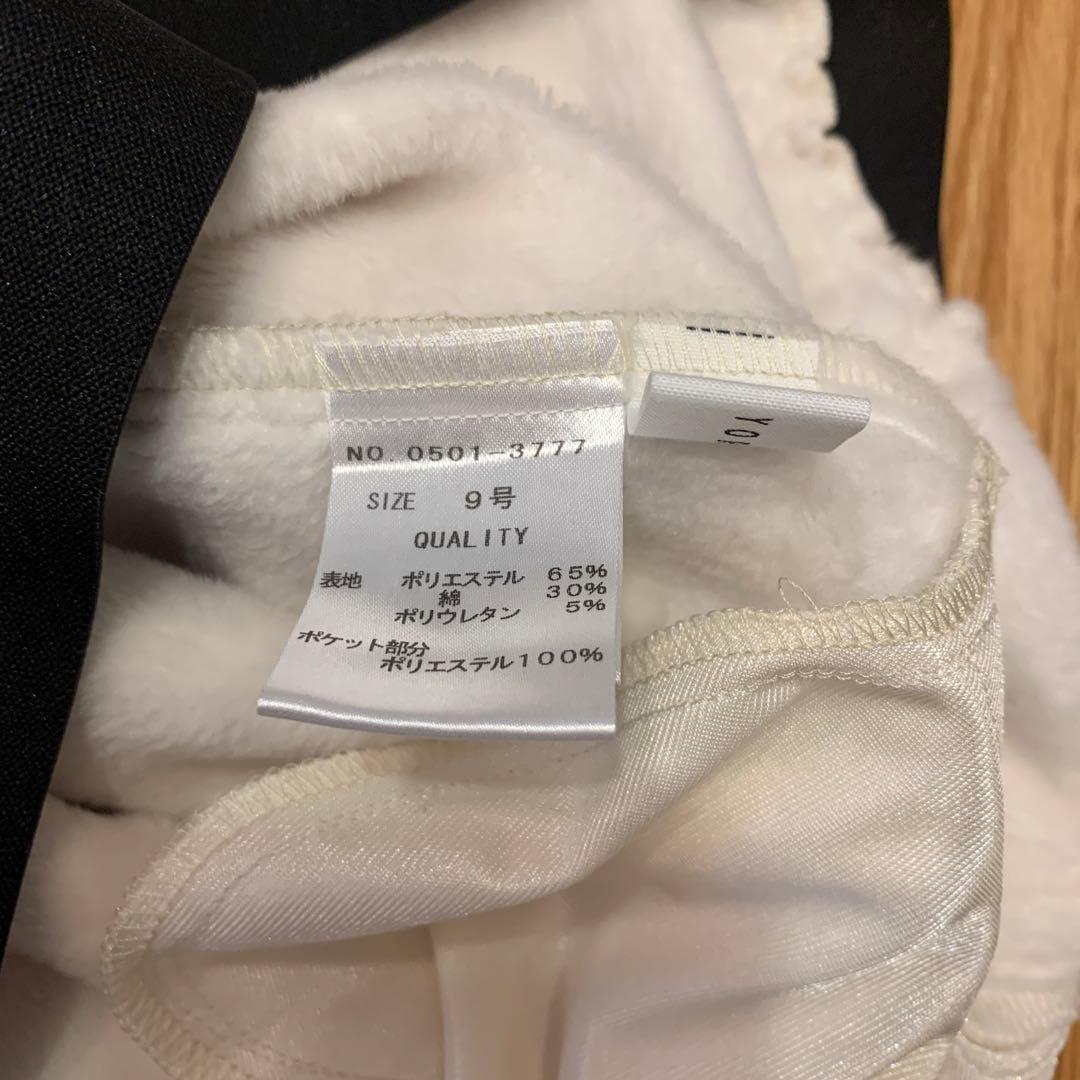 NO. 0501-3777
SIZE 9号
QUALITY
表地 ポリエステル 65%
綿 30%
ポリウレタン 5%
ポケット部分
ポリエステル100%